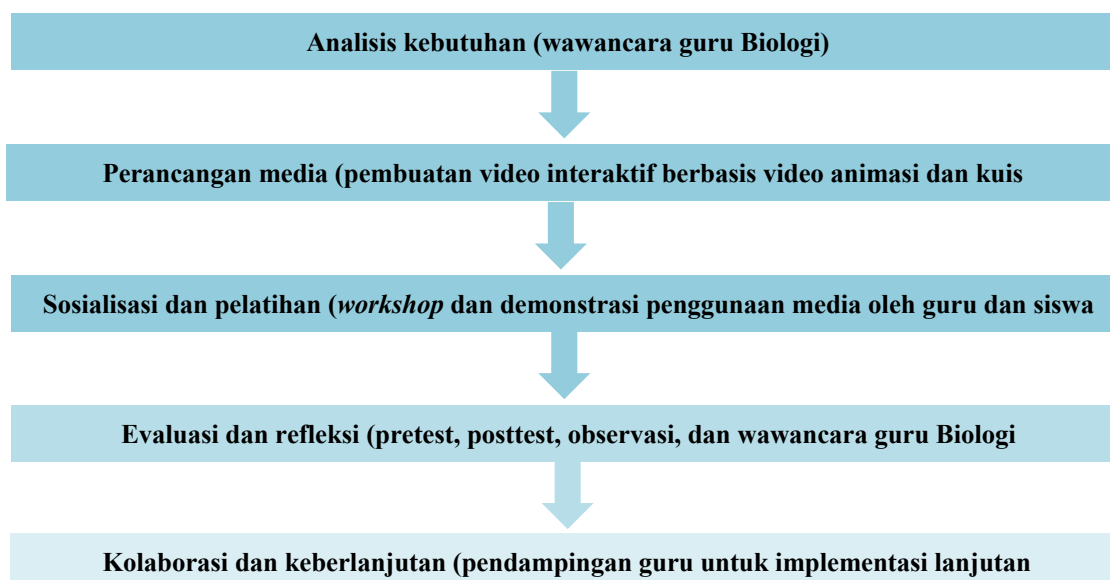 Analisis kebutuhan (wawancara guru Biologi)
Perancangan media (pembuatan video interaktif berbasis video animasi dan kuis
Sosialisasi dan pelatihan (workshop dan demonstrasi penggunaan media oleh guru dan siswa
Evaluasi dan refleksi (pretest, posttest, observasi, dan wawancara guru Biologi
Kolaborasi dan keberlanjutan (pendampingan guru untuk implementasi lanjutan